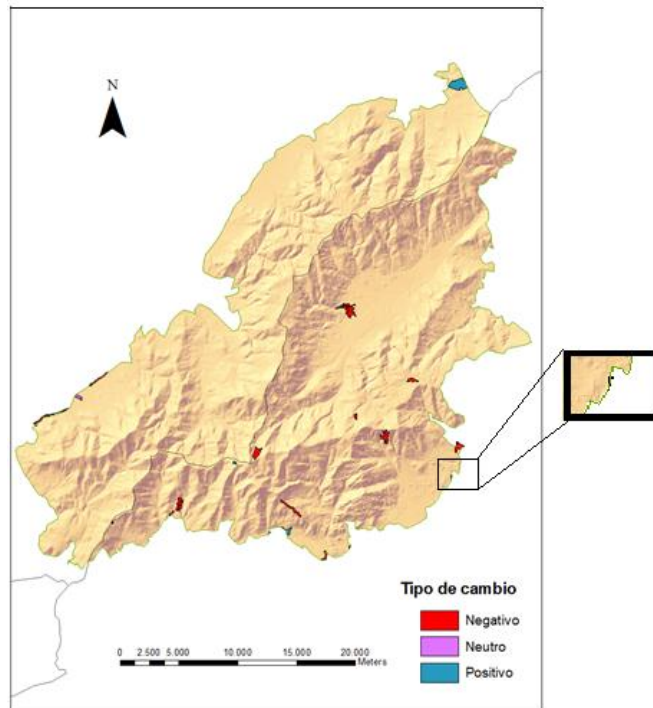 N
Tipo de cambio
Negativo
Neutro
Positivo
0 2.500 5.000 10.000 15.000 20.000
Meters